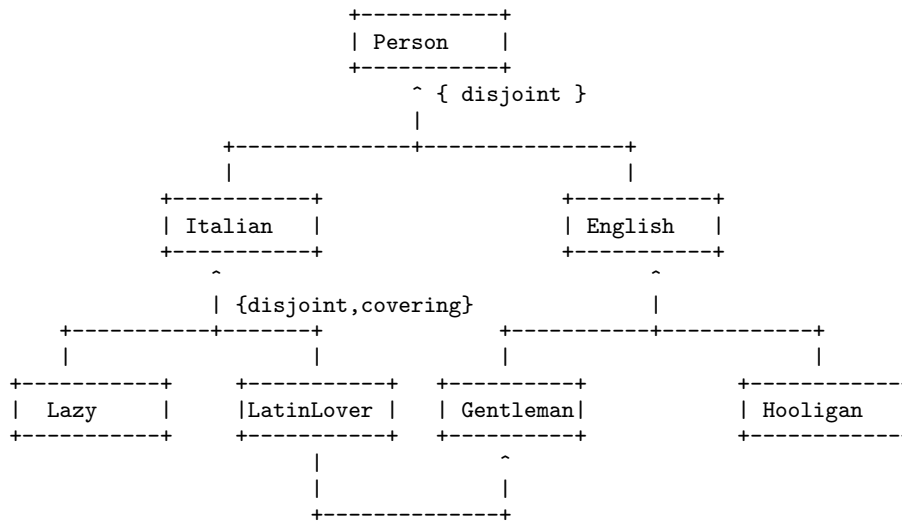 Person
{ disjoint }
Italian English
{disjoint,covering}
Lazy LatinLover Gentleman Hooligan